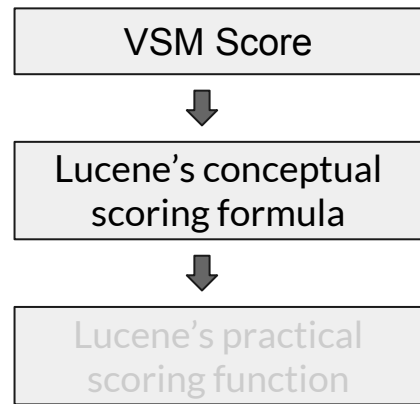 VSM Score
Lucene’s conceptual
scoring formula
Lucene’s practical
scoring function